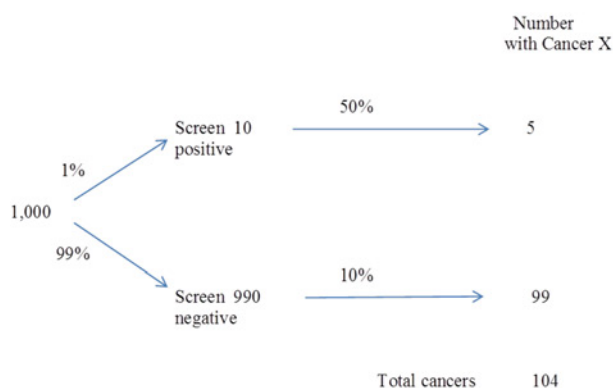 Number
with Cancer X
50%
Screen 10
positive
5
1%
1,000
99%
10%
Screen 990
negative
99
Total cancers 104